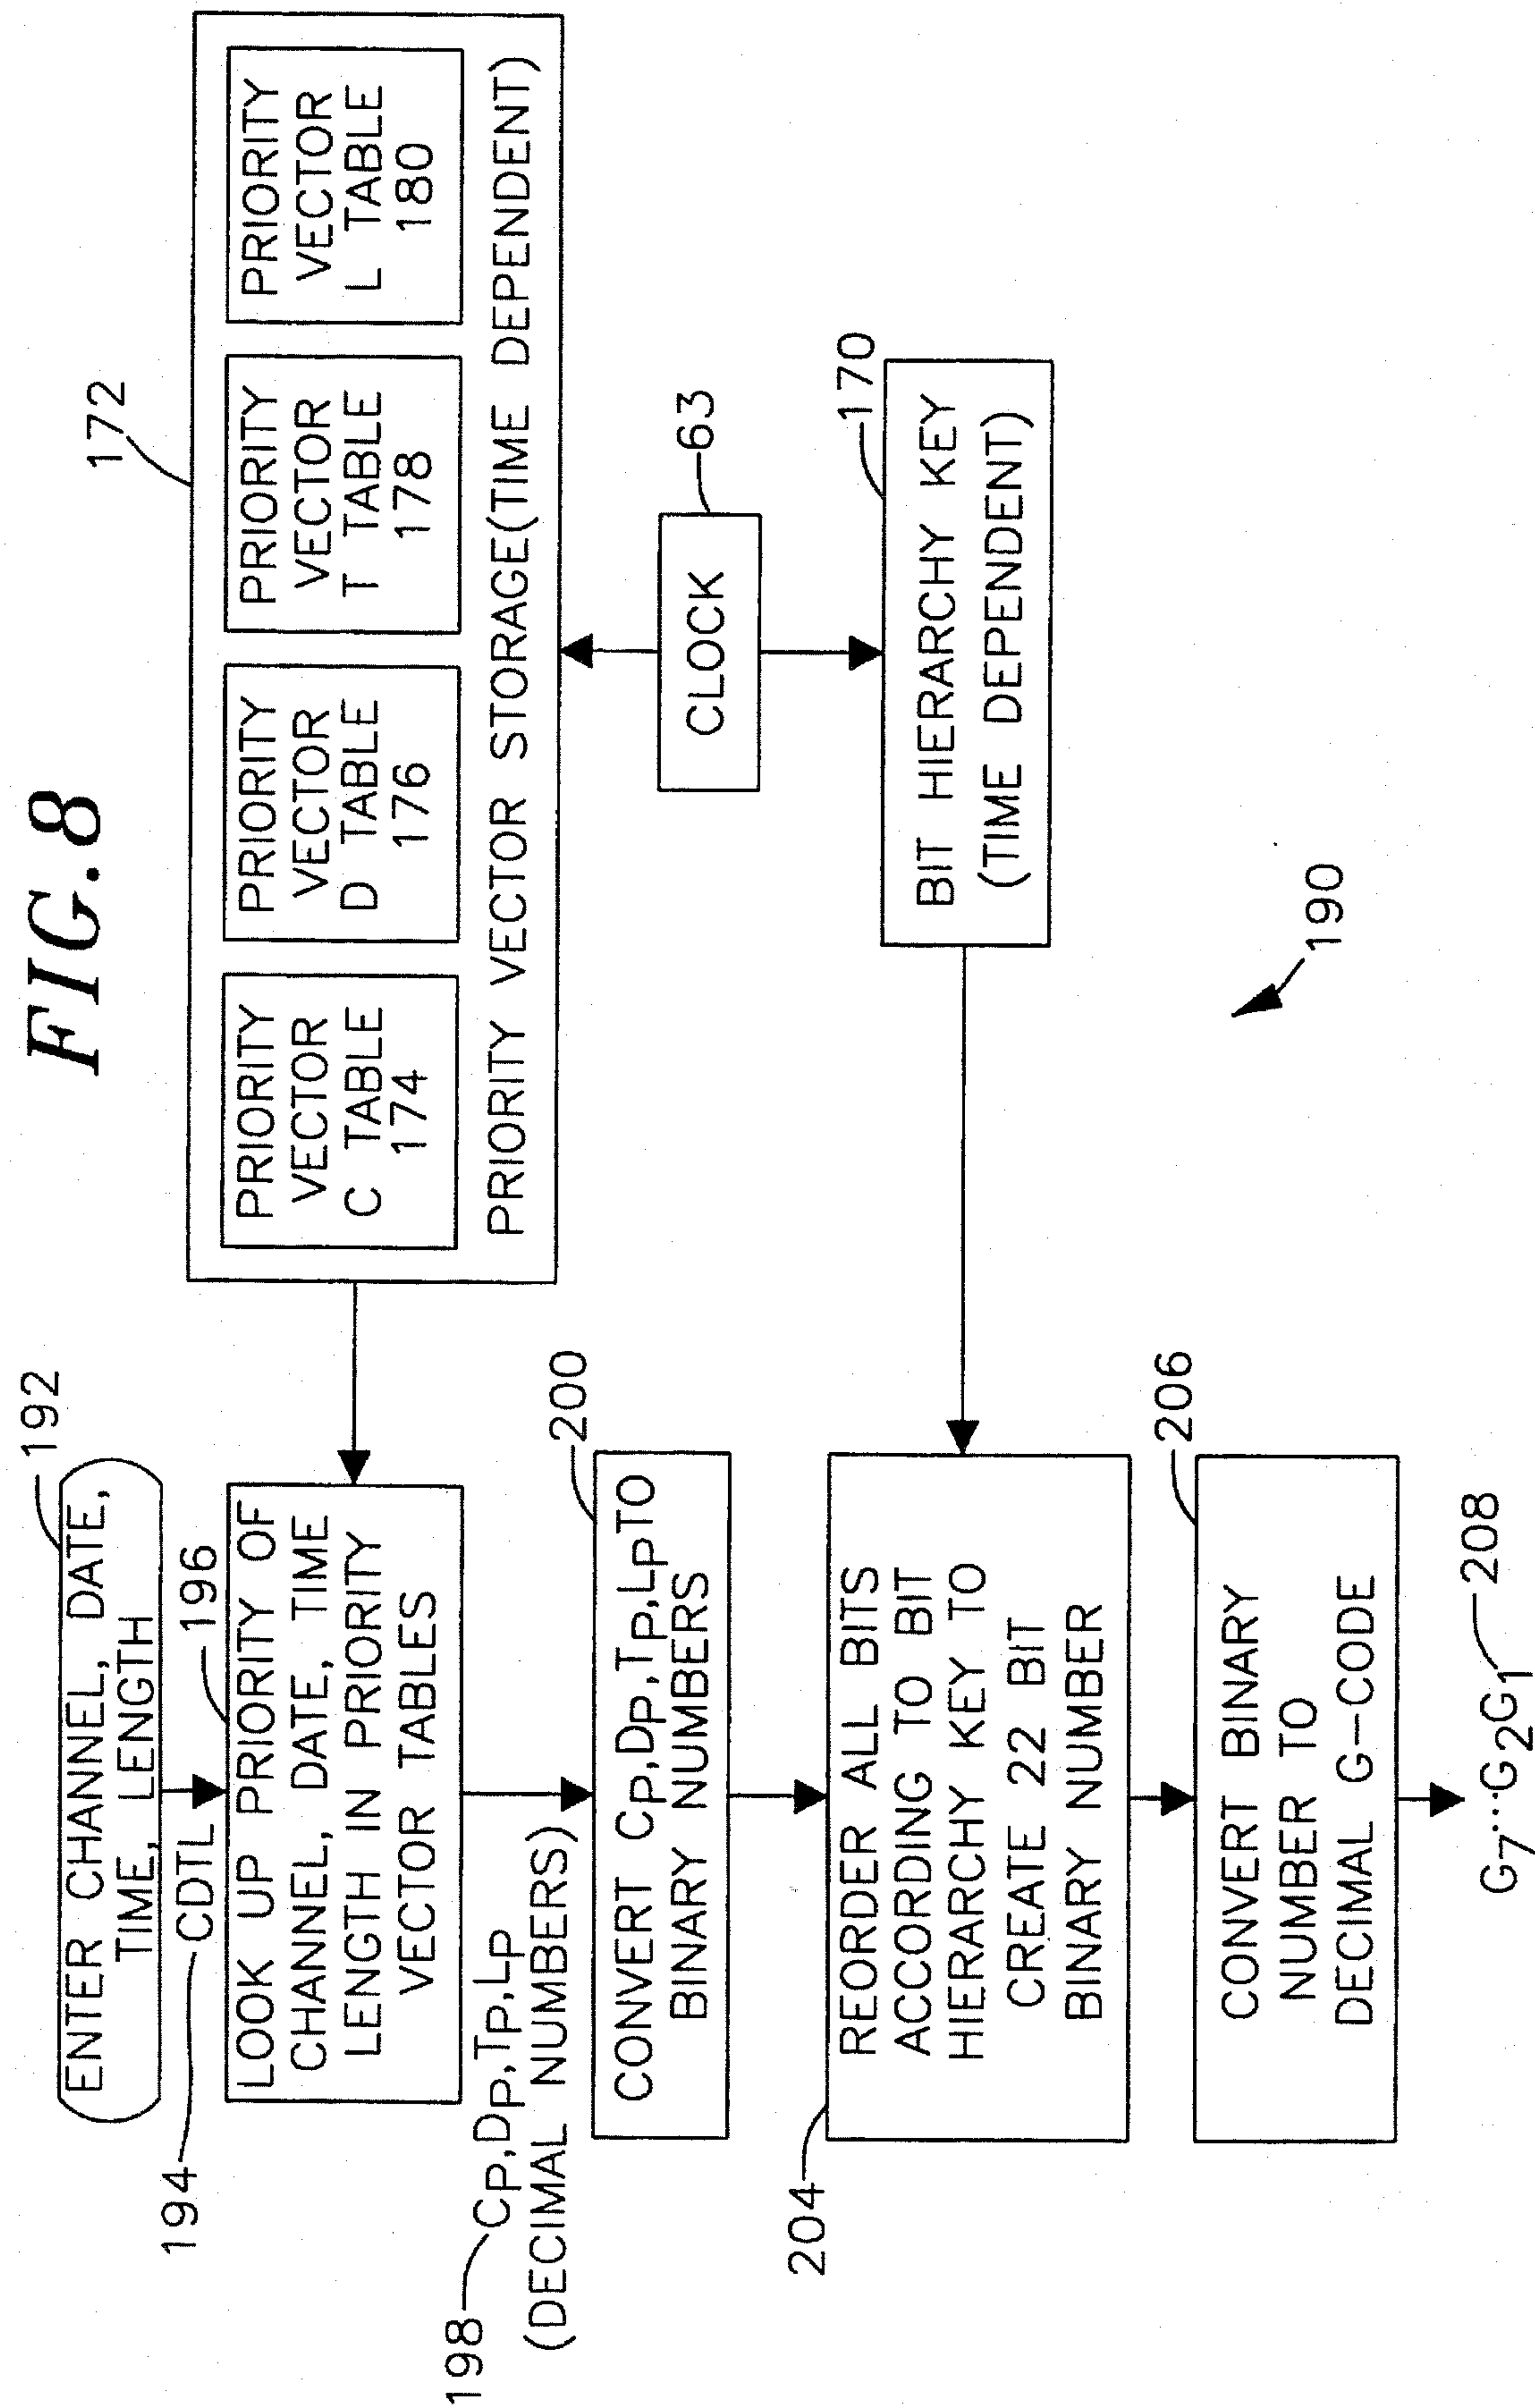 FIG.8
192
ENTER CHANNEL, DATE,
TIME, LENGTH
194
CDTL
196
LOOK UP PRIORITY OF
CHANNEL, DATE, TIME
LENGTH IN PRIORITY
VECTOR TABLES
172
PRIORITY
VECTOR
C TABLE
174
PRIORITY
VECTOR
D TABLE
176
PRIORITY
VECTOR
T TABLE
178
PRIORITY
VECTOR
L TABLE
180
PRIORITY VECTOR STORAGE(TIME DEPENDENT)
198
CP,DP,TP,LP
(DECIMAL NUMBERS)
200
CONVERT CP,DP,TP,LP TO
BINARY NUMBERS
CLOCK
63
204
REORDER ALL BITS
ACCORDING TO BIT
HIERARCHY KEY TO
CREATE 22 BIT
BINARY NUMBER
170
BIT HIERARCHY KEY
(TIME DEPENDENT)
206
CONVERT BINARY
NUMBER TO
DECIMAL G-CODE
190
G7...G2G1
208